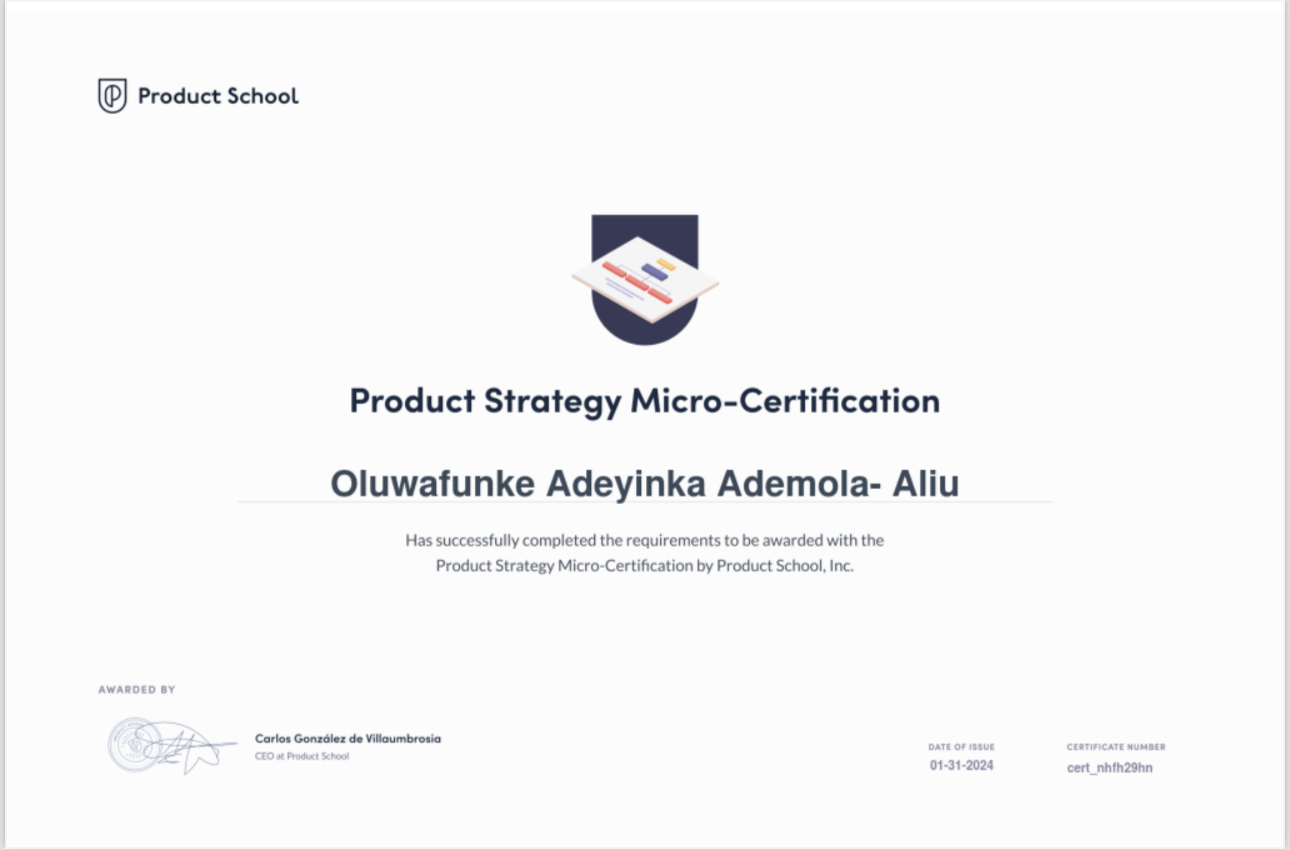 Product School
Product Strategy Micro-Certification
Oluwafunke Adeyinka Ademola- Aliu
Has successfully completed the requirements to be awarded with the
Product Strategy Micro-Certification by Product School, Inc.
AWARDED BY
Carlos González de Villaumbrosia
CEO at Product School
DATE OF ISSUE
01-31-2024
CERTIFICATE NUMBER
cert_nhfh29hn